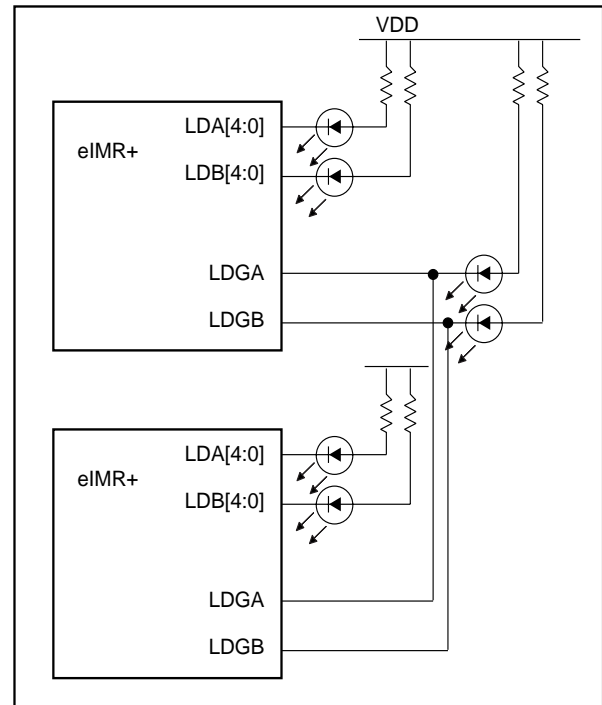 VDD
LDA[4:0]
eIMR+
LDB[4:0]
LDGA
LDGB
LDA[4:0]
eIMR+
LDB[4:0]
LDGA
LDGB